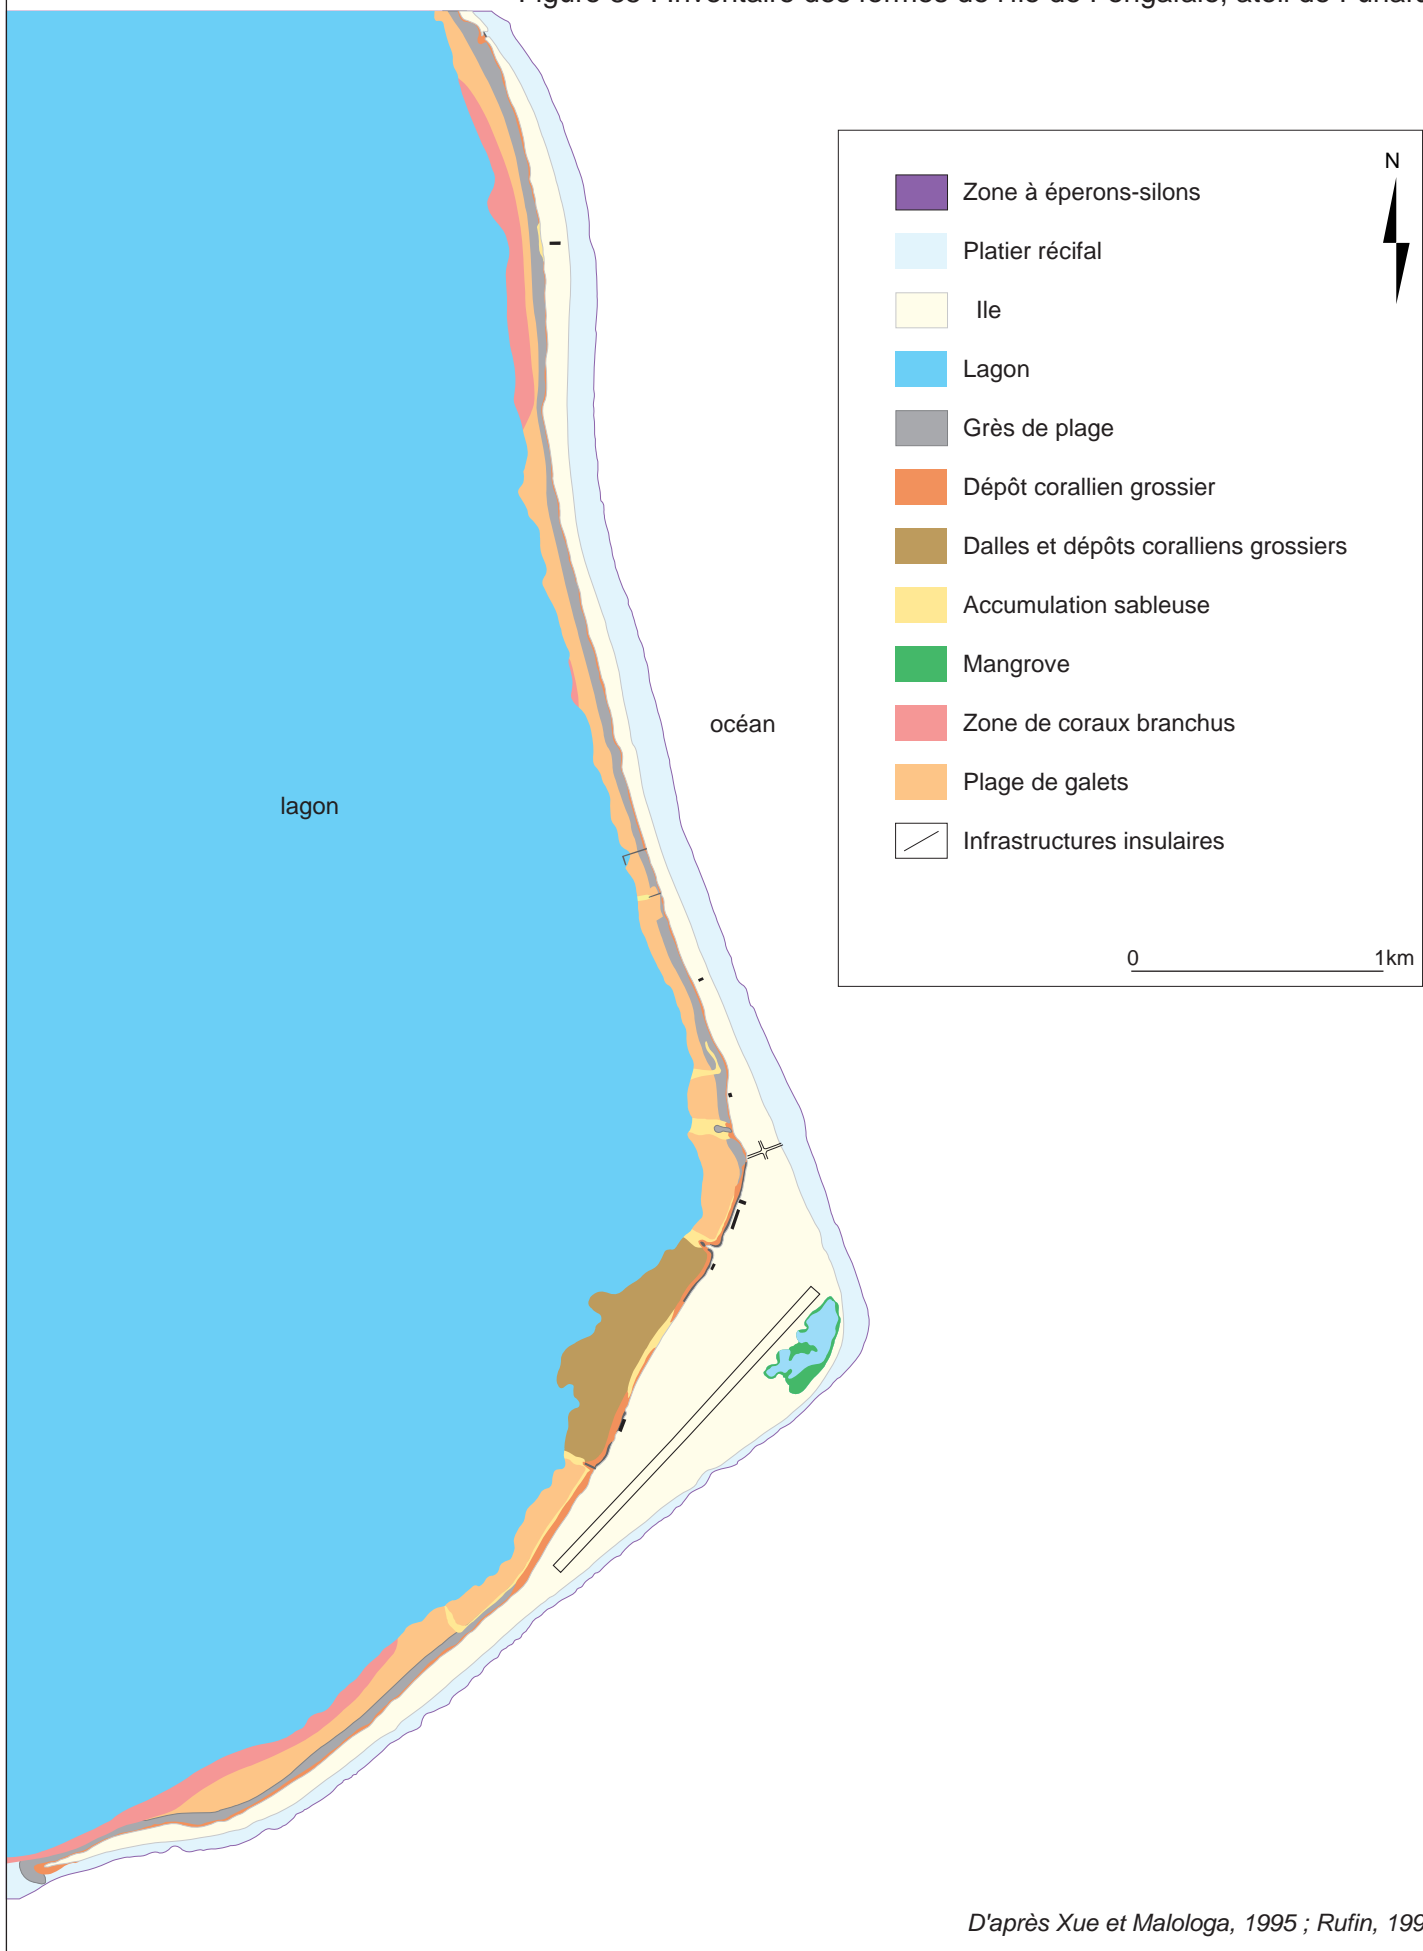 N
Zone à éperons-silons
Platier récifal
Ile
Lagon
Grès de plage
Dépôt corallien grossier
Dalles et dépôts coralliens grossiers
Accumulation sableuse
Mangrove
Zone de coraux branchus
Plage de galets
Infrastructures insulaires
0 1km
océan
lagon
D'après Xue et Malologa, 1995 ; Rufin, 199